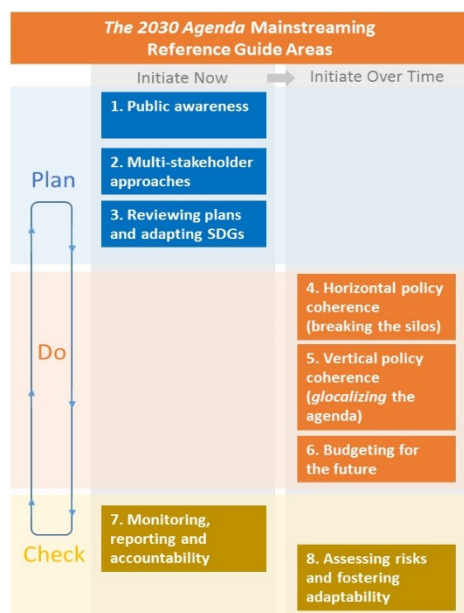 The 2030 Agenda Mainstreaming
Reference Guide Areas
Initiate Now
Initiate Over Time
Plan
1. Public awareness
2. Multi-stakeholder
approaches
3. Reviewing plans
and adapting SDGs
Do
4. Horizontal policy
coherence
(breaking the silos)
5. Vertical policy
coherence
(glocalizing the
agenda)
6. Budgeting for
the future
Check
7. Monitoring,
reporting and
accountability
8. Assessing risks
and fostering
adaptability